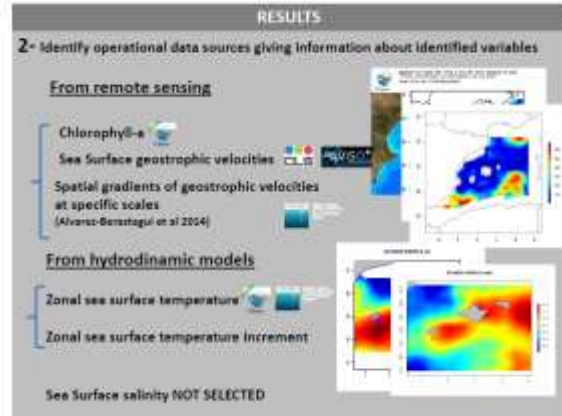 RESULTS
2- Identify operational data sources giving information about identified variables
From remote sensing
Chlorophyll-a
Sea Surface geostrophic velocities
CLS
AVISO+
Spatial gradients of geostrophic velocities
at specific scales
(Alvarez-Berastegui et al 2014)
From hydrodinamic models
Zonal sea surface temperature
Zonal sea surface temperature Increment
Sea Surface salinity NOT SELECTED